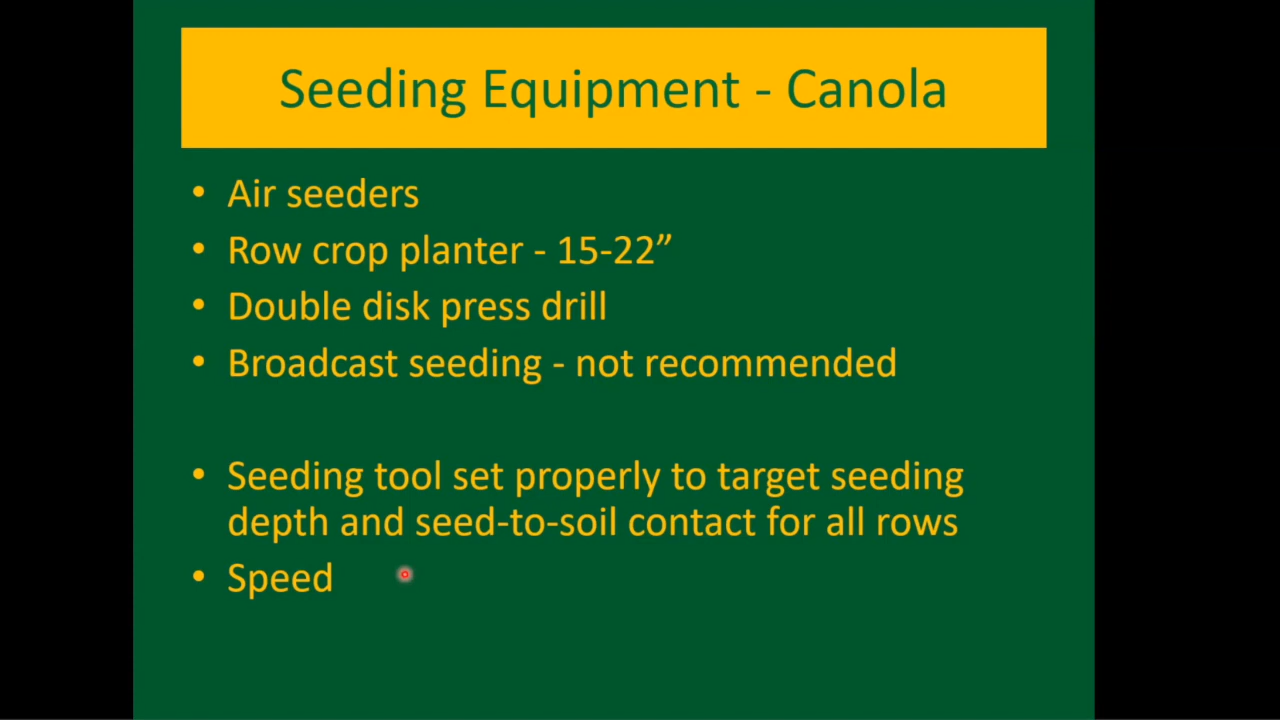 Seeding Equipment - Canola
• Air seeders
• Row crop planter - 15-22”
• Double disk press drill
• Broadcast seeding - not recommended
• Seeding tool set properly to target seeding
depth and seed-to-soil contact for all rows
• Speed